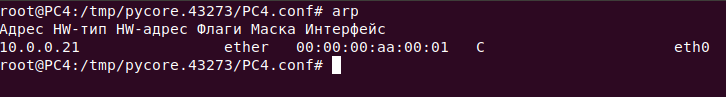 root@PC4:/tmp/pycore.43273/PC4.conf# arp
Адрес HW-тип HW-адрес Флаги Маска Интерфейс
10.0.0.21 ether 00:00:00:aa:00:01 C eth0
root@PC4:/tmp/pycore.43273/PC4.conf#